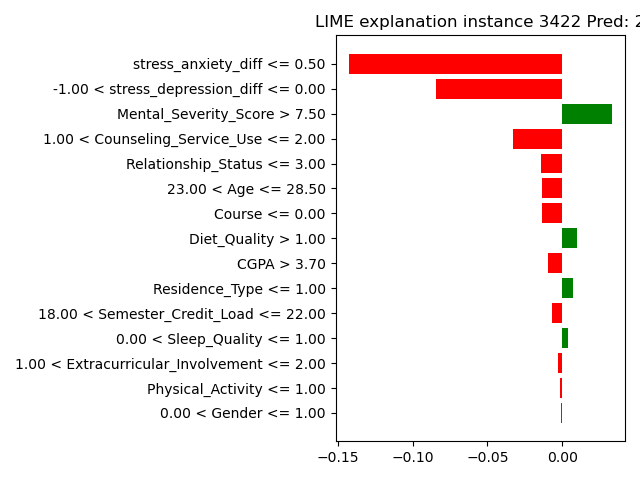 LIME explanation instance 3422 Pred: 2
stress_anxiety_diff <= 0.50
-1.00 < stress_depression_diff <= 0.00
Mental_Severity_Score > 7.50
1.00 < Counseling_Service_Use <= 2.00
Relationship_Status <= 3.00
23.00 < Age <= 28.50
Course <= 0.00
Diet_Quality > 1.00
CGPA > 3.70
Residence_Type <= 1.00
18.00 < Semester_Credit_Load <= 22.00
0.00 < Sleep_Quality <= 1.00
1.00 < Extracurricular_Involvement <= 2.00
Physical_Activity <= 1.00
0.00 < Gender <= 1.00
−0.15 −0.10 −0.05 0.00